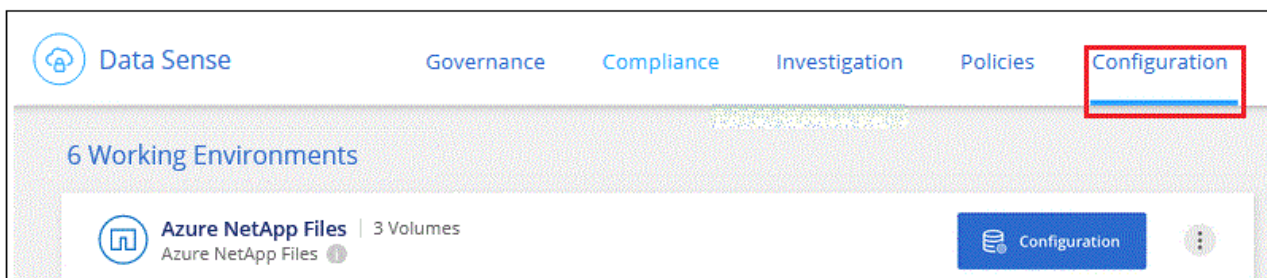 Data Sense Governance Compliance Investigation Policies Configuration
6 Working Environments
Azure NetApp Files | 3 Volumes
Azure NetApp Files
Configuration